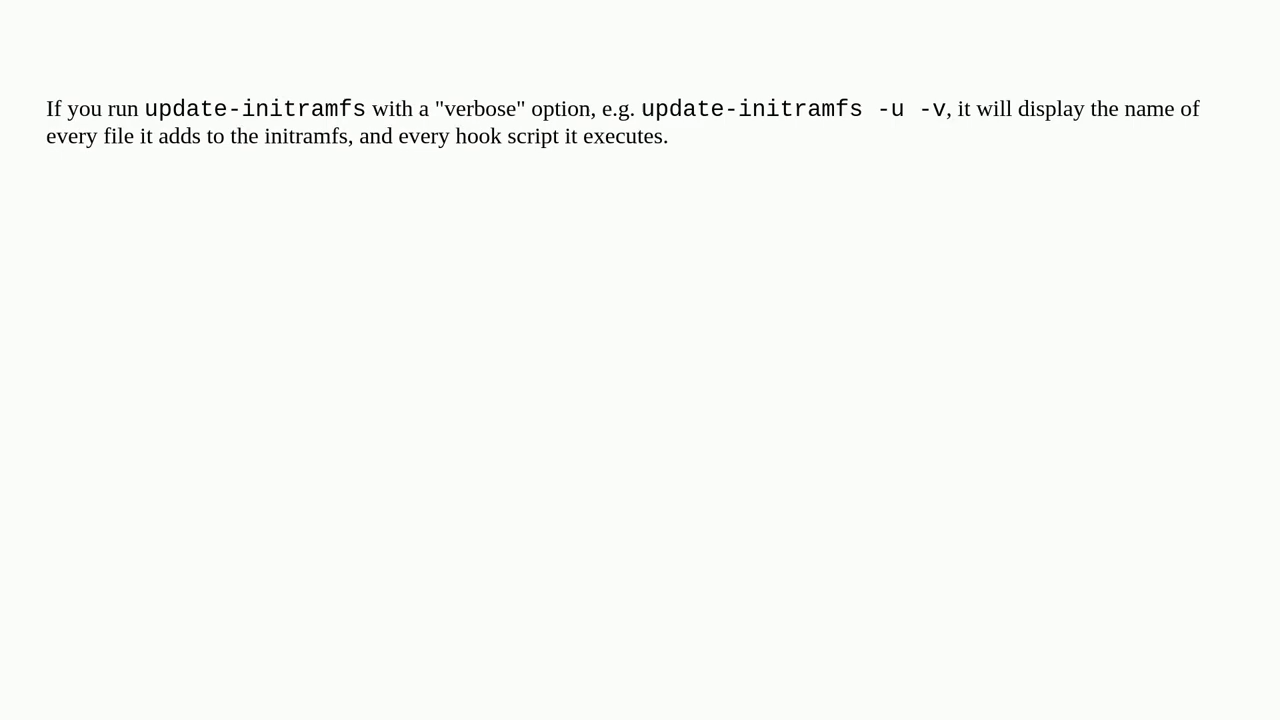 If you run update-initramfs with a "verbose" option, e.g. update-initramfs -u -v, it will display the name of
every file it adds to the initramfs, and every hook script it executes.